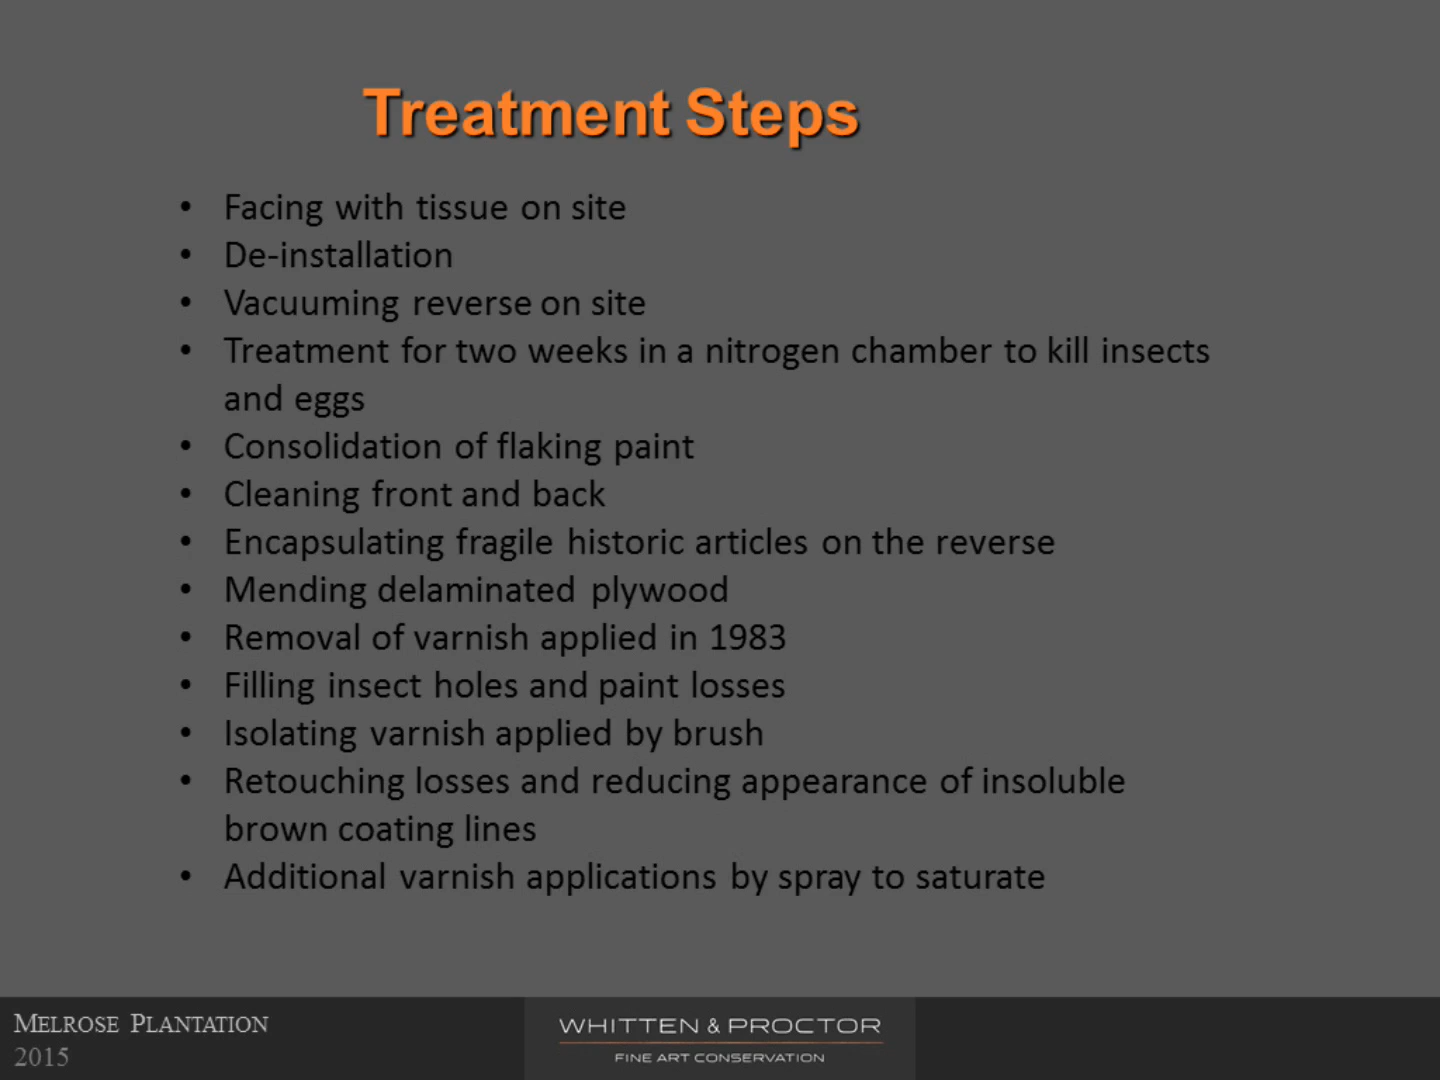 Treatment Steps
• Facing with tissue on site
• De-installation
• Vacuuming reverse on site
• Treatment for two weeks in a nitrogen chamber to kill insects
and eggs
• Consolidation of flaking paint
• Cleaning front and back
• Encapsulating fragile historic articles on the reverse
• Mending delaminated plywood
• Removal of varnish applied in 1983
• Filling insect holes and paint losses
• Isolating varnish applied by brush
• Retouching losses and reducing appearance of insoluble
brown coating lines
• Additional varnish applications by spray to saturate
MELROSE PLANTATION
2015
WHITTEN & PROCTOR
FINE ART CONSERVATION